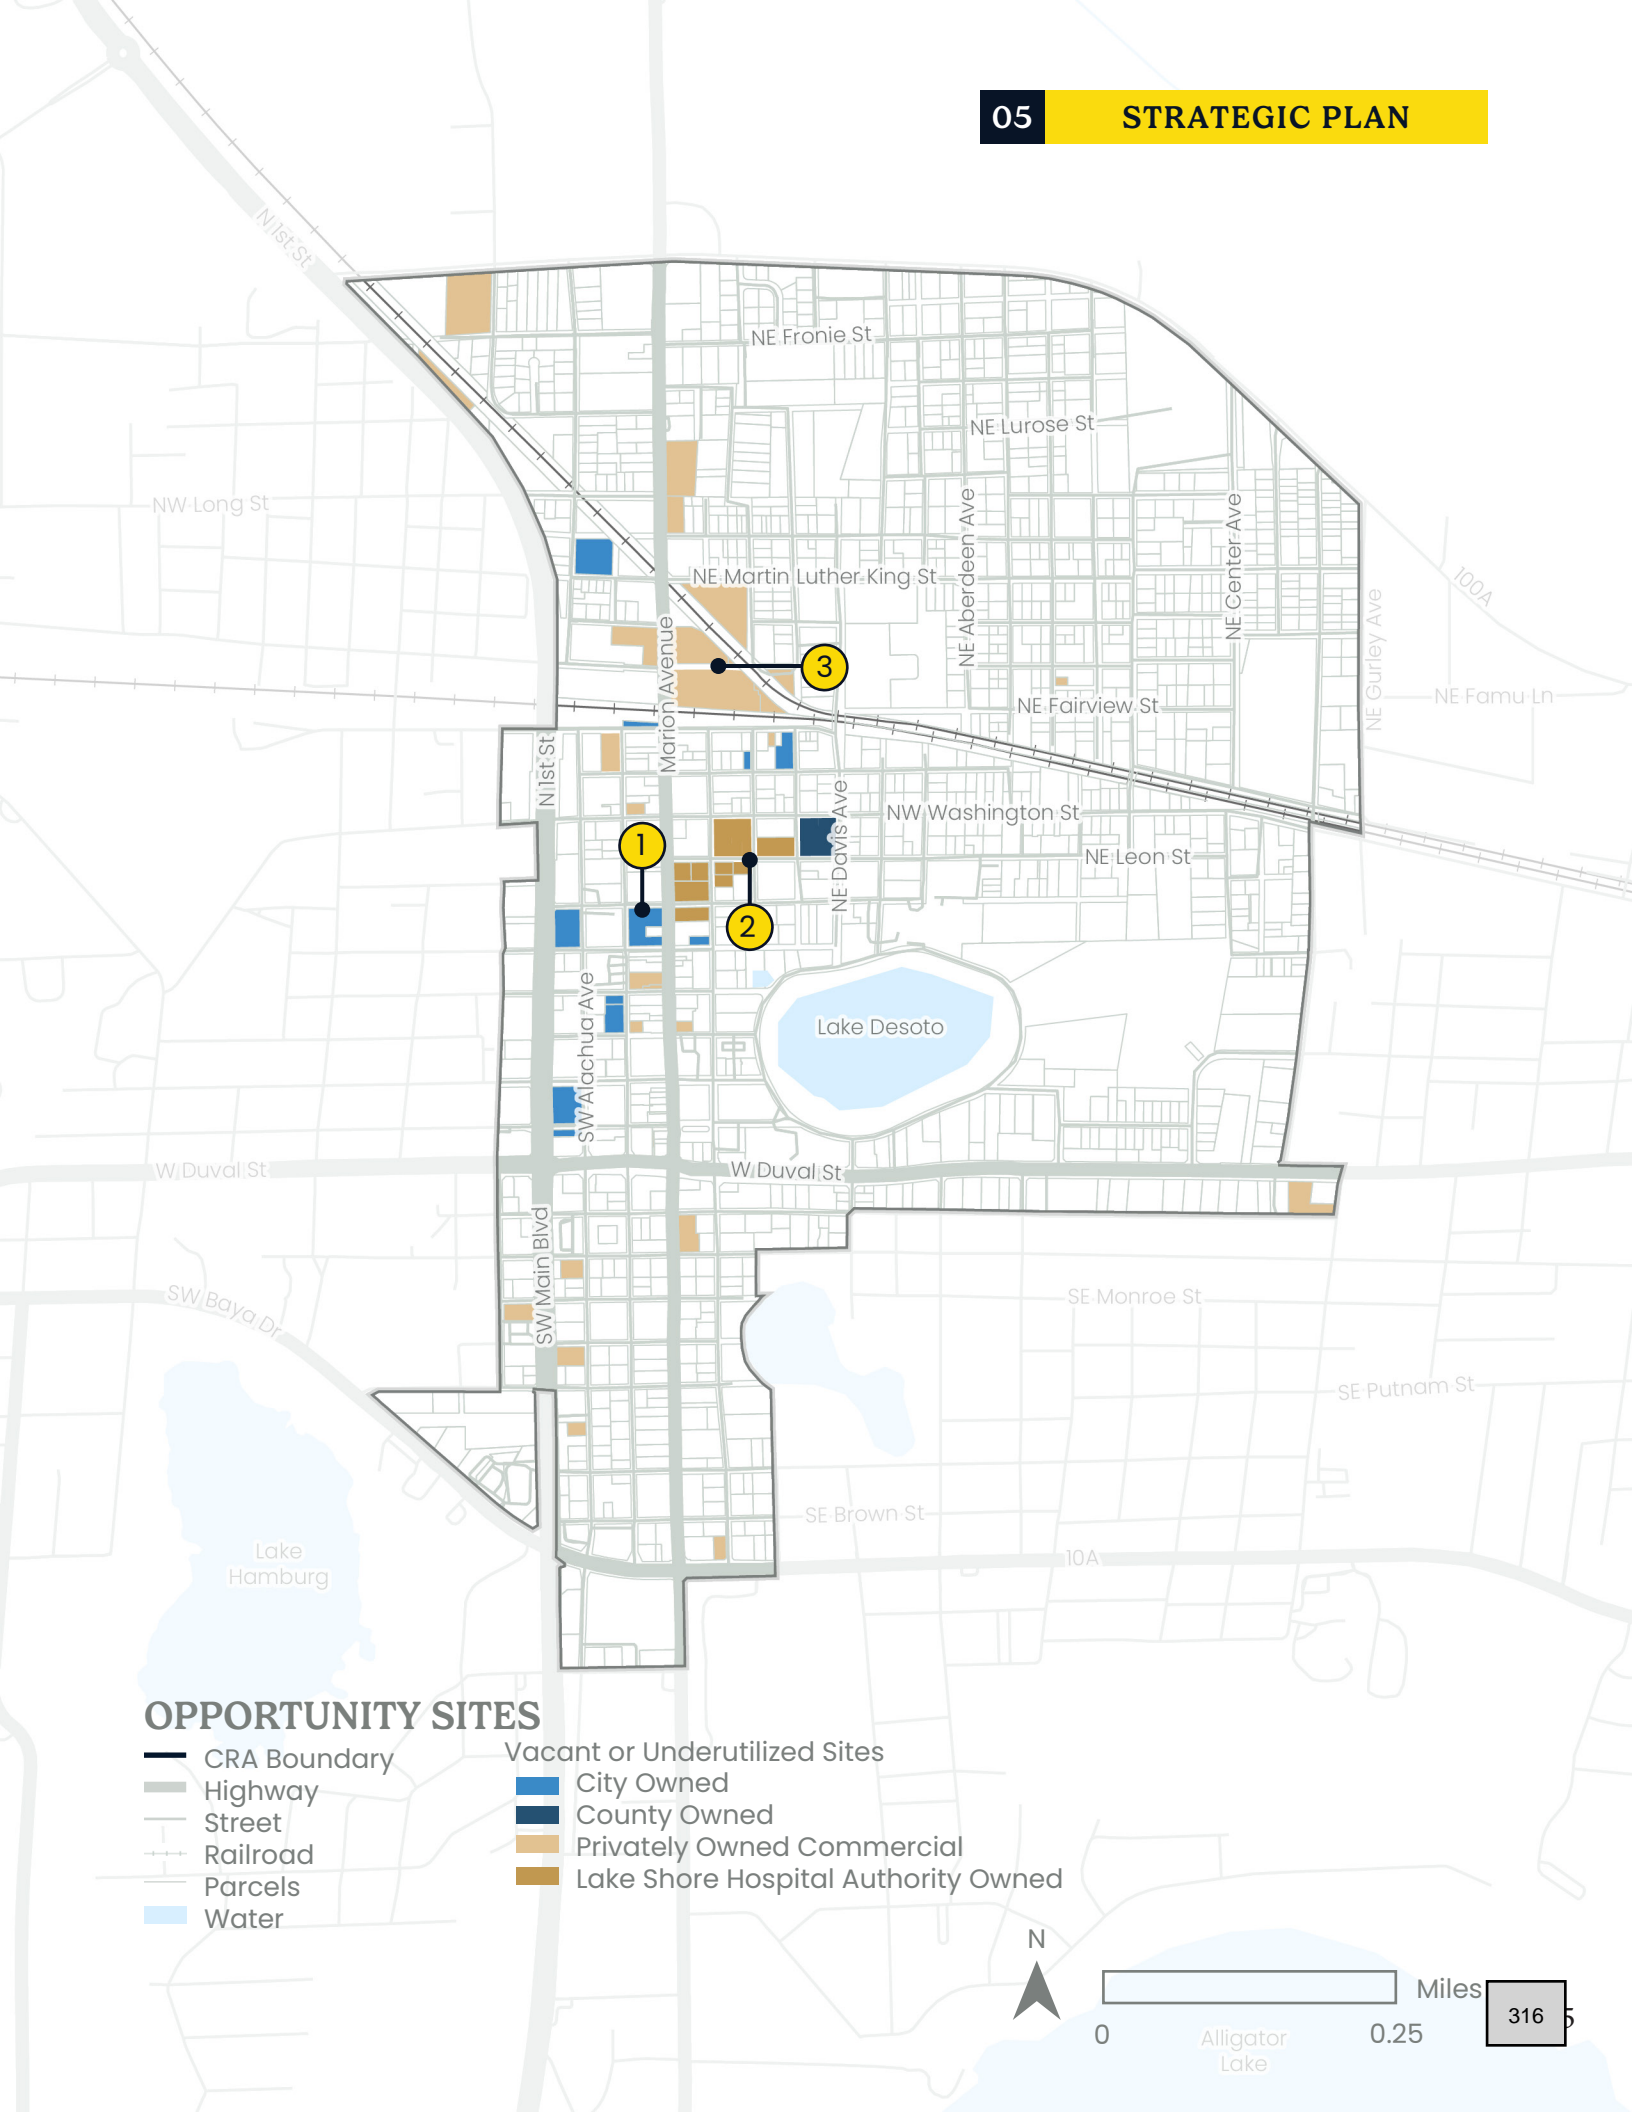 05 STRATEGIC PLAN
N 1st St
NE Fronie St
NE Lurose St
NW Long St
NE Aberdeen Ave
NE Center Ave
100A
NE Martin Luther King St
NE Gurley Ave
Marion Avenue
3
NE Famu Ln
NE Fairview St
N 1st St
NE Davis Ave
NW Washington St
1
NE Leon St
2
SW Alachua Ave
Lake Desoto
W Duval St
W Duval St
SW Main Blvd
SW Baya Dr
SE Monroe St
SE Putnam St
SE Brown St
Lake
Hamburg
10A
OPPORTUNITY SITES
CRA Boundary
Highway
Street
Railroad
Parcels
Water
Vacant or Underutilized Sites
City Owned
County Owned
Privately Owned Commercial
Lake Shore Hospital Authority Owned
N
Miles
0
0.25
Alligator
Lake
316